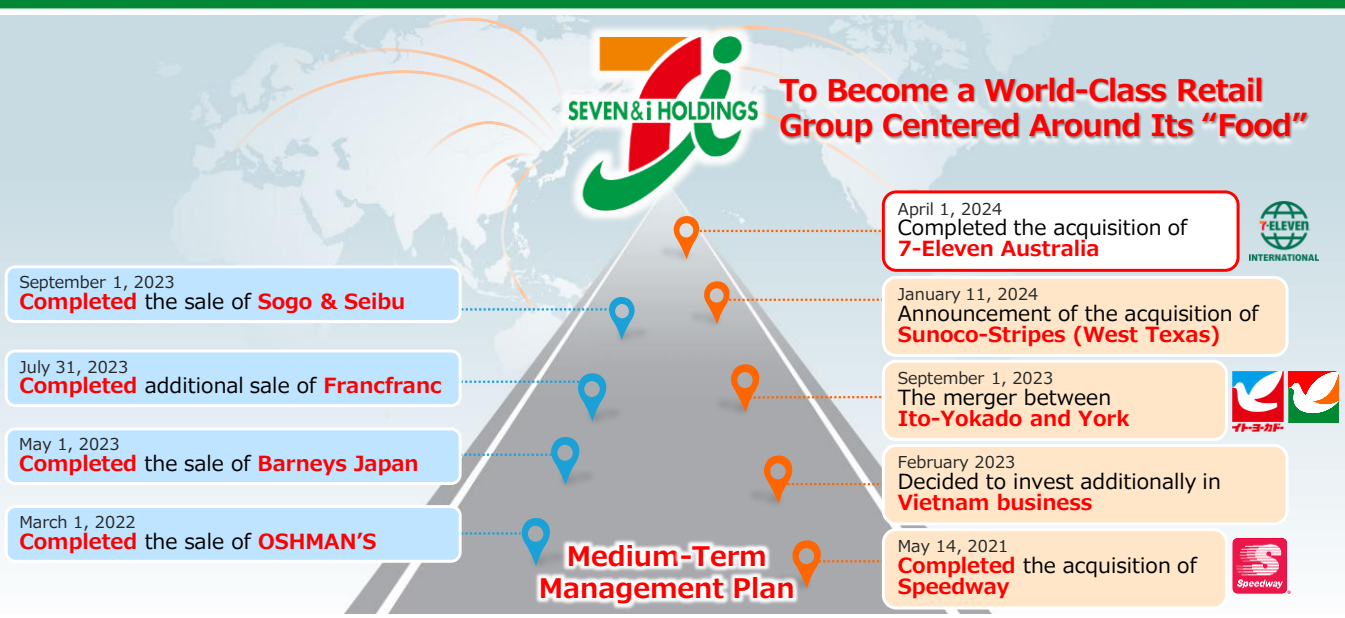 SEVEN & i HOLDINGS
To Become a World-Class Retail
Group Centered Around Its “Food”
September 1, 2023
Completed the sale of Sogo & Seibu
July 31, 2023
Completed additional sale of Francfranc
May 1, 2023
Completed the sale of Barneys Japan
March 1, 2022
Completed the sale of OSHMAN’S
April 1, 2024
Completed the acquisition of
7-Eleven Australia
7-ELEVEN
INTERNATIONAL
January 11, 2024
Announcement of the acquisition of
Sunoco-Stripes (West Texas)
September 1, 2023
The merger between
Ito-Yokado and York
イトーヨーカドー
February 2023
Decided to invest additionally in
Vietnam business
May 14, 2021
Completed the acquisition of
Speedway
Speedway
Medium-Term
Management Plan